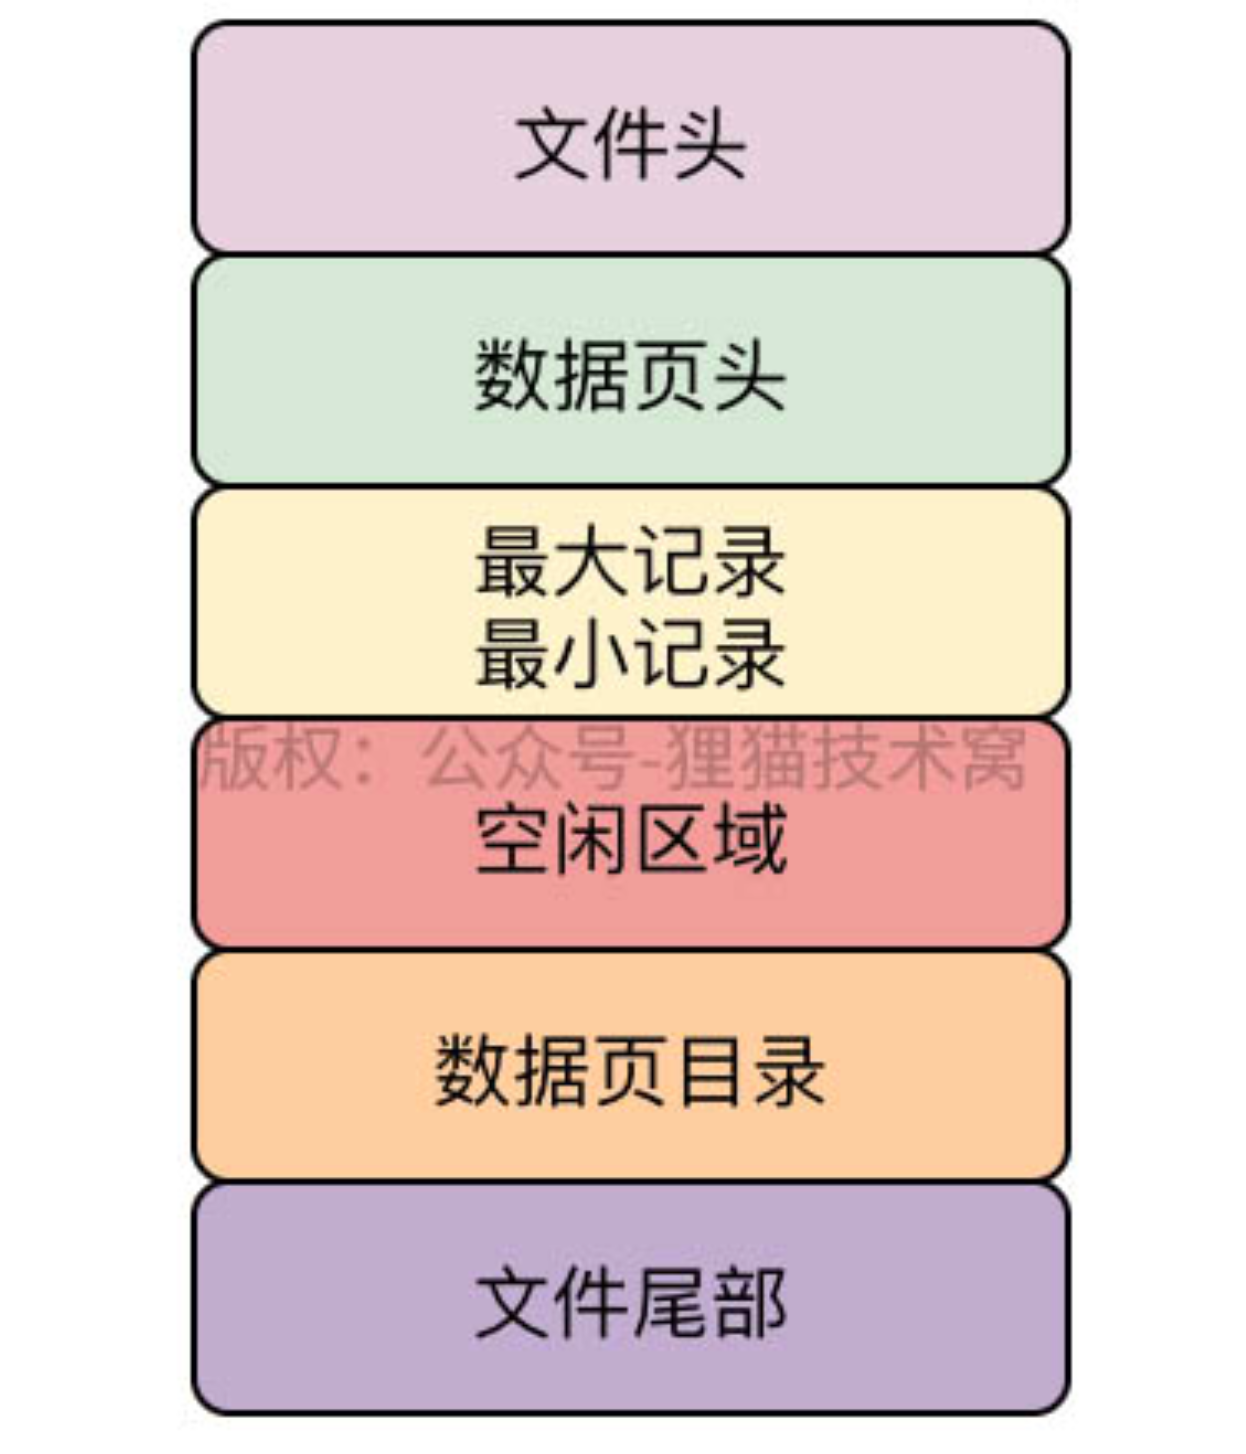 文件头
数据页头
最大记录
最小记录
版权：公众号-狸猫技术窝
空闲区域
数据页目录
文件尾部